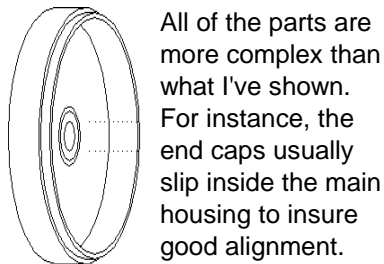 All of the parts are
more complex than
what I've shown.
For instance, the
end caps usually
slip inside the main
housing to insure
good alignment.